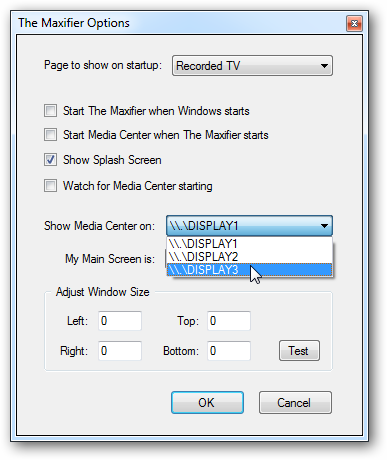 The Maxifier Options
Page to show on startup: Recorded TV
Start The Maxifier when Windows starts
Start Media Center when The Maxifier starts
Show Splash Screen
Watch for Media Center starting
Show Media Center on: \\.\DISPLAY1
\\.\DISPLAY1
\\.\DISPLAY2
My Main Screen is:
\\.\DISPLAY3
Adjust Window Size
Left: 0 Top: 0
Right: 0 Bottom: 0 Test
OK Cancel